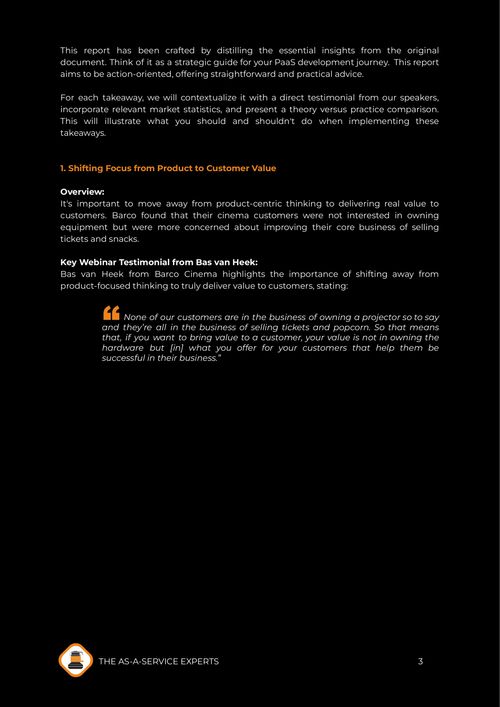 This report has been crafted by distilling the essential insights from the original
document. Think of it as a strategic guide for your PaaS development journey. This report
aims to be action-oriented, offering straightforward and practical advice.
For each takeaway, we will contextualize it with a direct testimonial from our speakers,
incorporate relevant market statistics, and present a theory versus practice comparison.
This will illustrate what you should and shouldn't do when implementing these
takeaways.
1. Shifting Focus from Product to Customer Value
Overview:
It's important to move away from product-centric thinking to delivering real value to
customers. Barco found that their cinema customers were not interested in owning
equipment but were more concerned about improving their core business of selling
tickets and snacks.
Key Webinar Testimonial from Bas van Heek:
Bas van Heek from Barco Cinema highlights the importance of shifting away from
product-focused thinking to truly deliver value to customers, stating:
“ None of our customers are in the business of owning a projector so to say
and they’re all in the business of selling tickets and popcorn. So that means
that, if you want to bring value to a customer, your value is not in owning the
hardware but [in] what you offer for your customers that help them be
successful in their business.”
THE AS-A-SERVICE EXPERTS 3